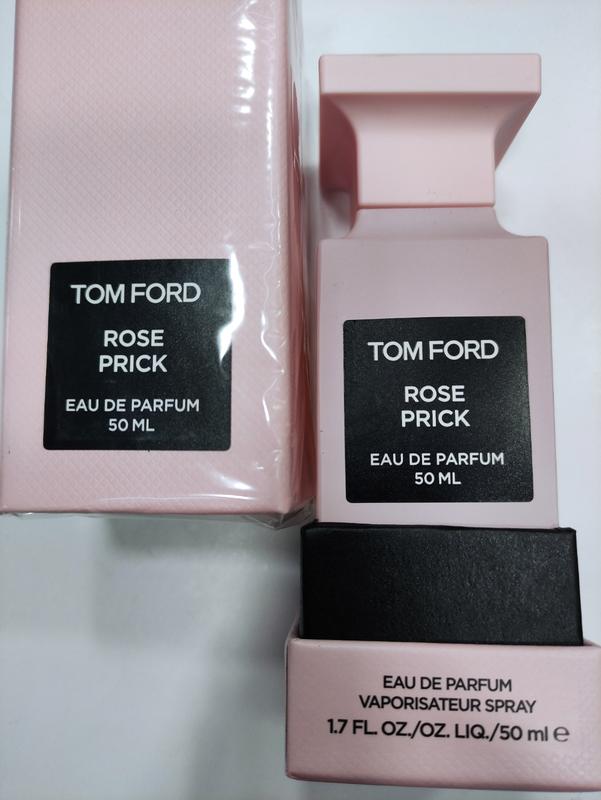 TOM FORD
ROSE
PRICK
EAU DE PARFUM
50 ML
TOM FORD
ROSE
PRICK
EAU DE PARFUM
50 ML
EAU DE PARFUM
VAPORISATEUR SPRAY
1.7 FL. OZ./OZ. LIQ./50 ml ℮